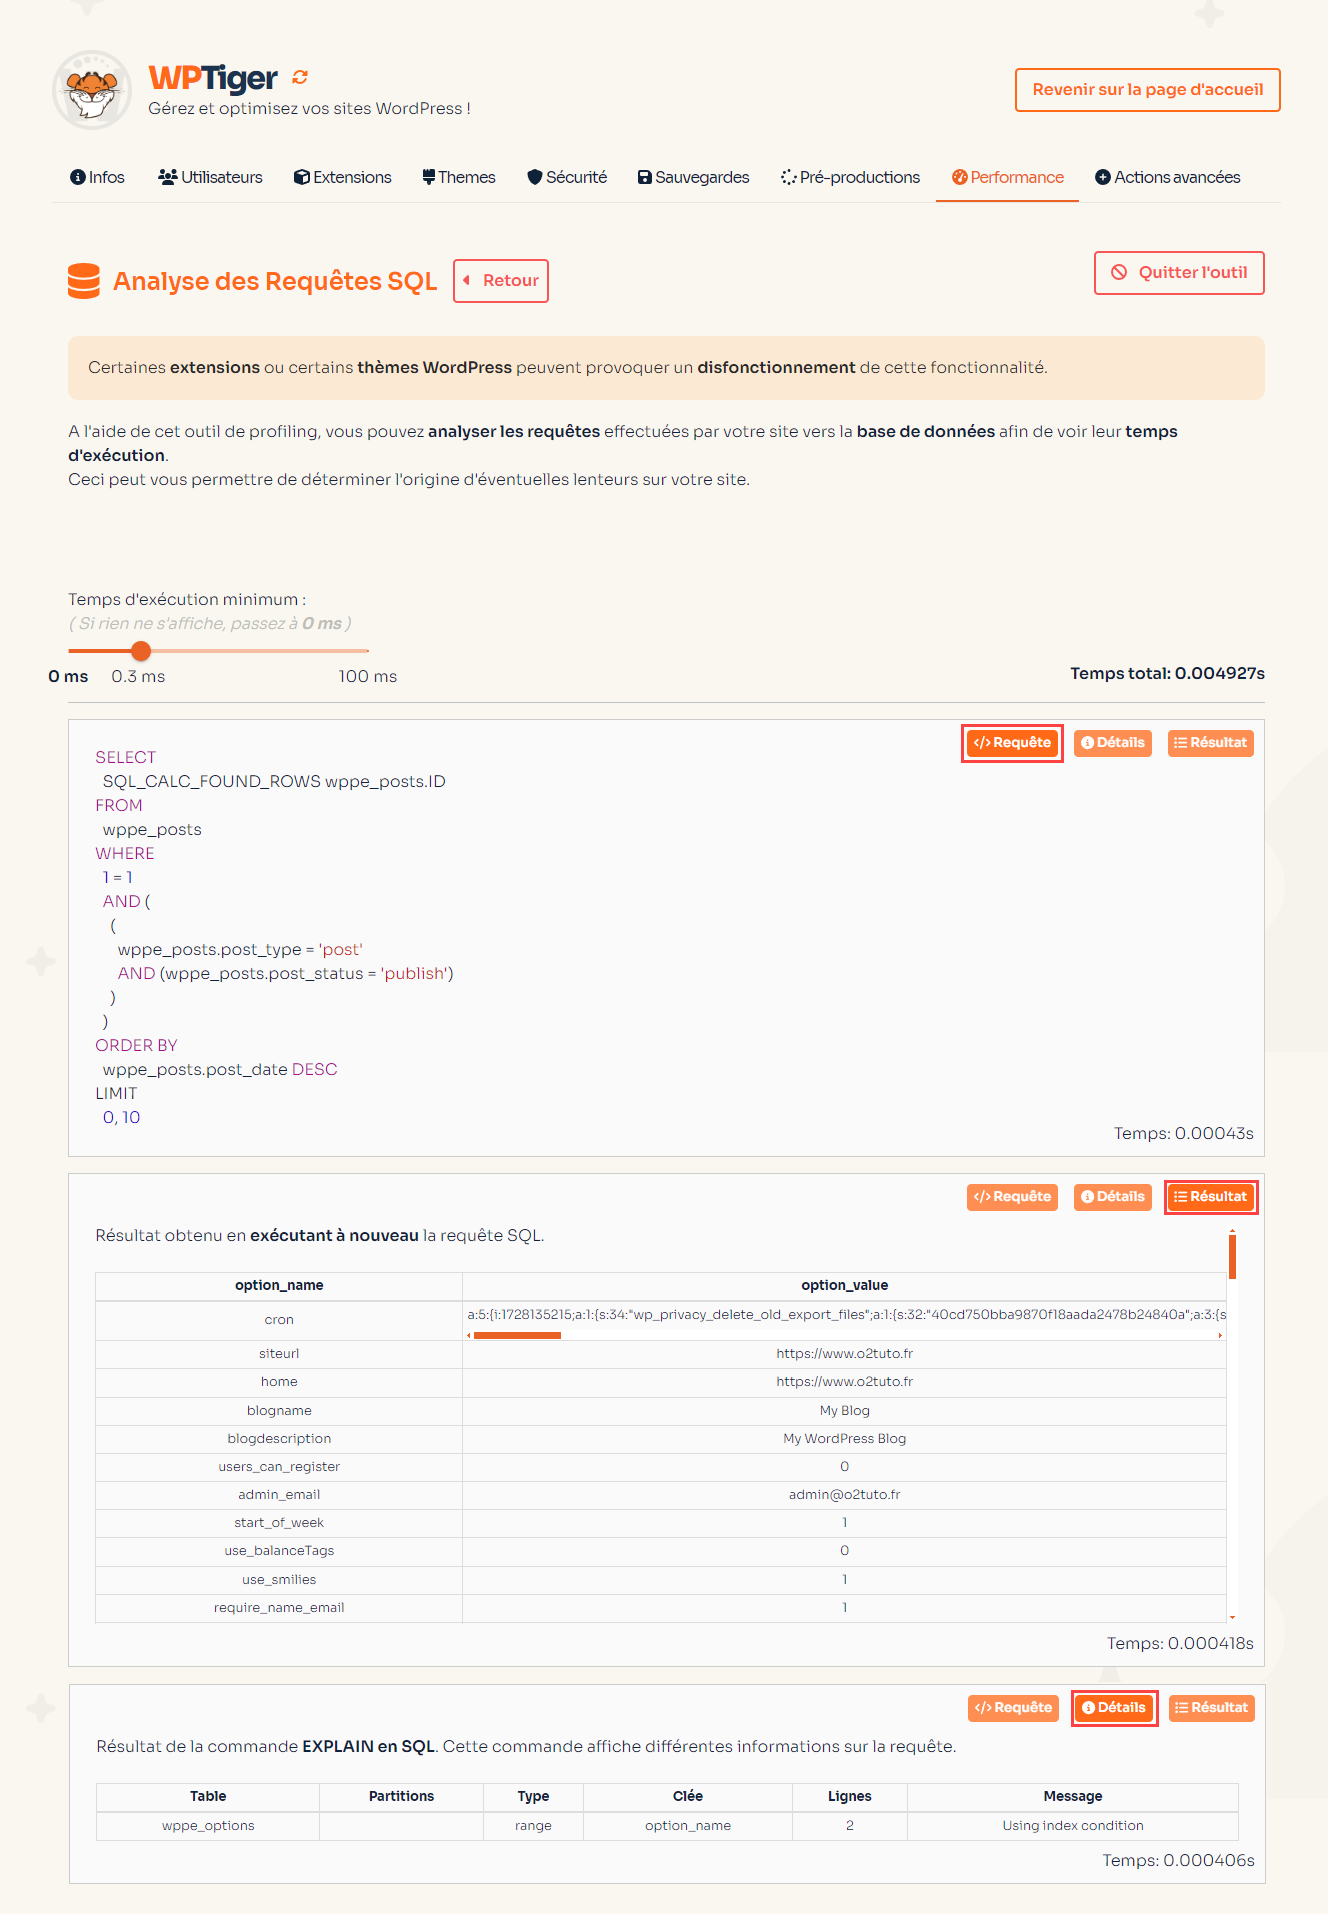 WPTiger
Gérez et optimisez vos sites WordPress !
Revenir sur la page d'accueil
Infos Utilisateurs Extensions Themes Sécurité Sauvegardes Pré-productions Performance Actions avancées
Analyse des Requêtes SQL Retour Quitter l'outil
Certaines extensions ou certains thèmes WordPress peuvent provoquer un disfonctionnement de cette fonctionnalité.
A l'aide de cet outil de profiling, vous pouvez analyser les requêtes effectuées par votre site vers la base de données afin de voir leur temps
d'exécution.
Ceci peut vous permettre de déterminer l'origine d'éventuelles lenteurs sur votre site.
Temps d'exécution minimum :
( Si rien ne s'affiche, passez à 0 ms )
0 ms 0.3 ms 100 ms
Temps total: 0.004927s
</> Requête Détails Résultat
SELECT
SQL_CALC_FOUND_ROWS wppe_posts.ID
FROM
wppe_posts
WHERE
1 = 1
AND (
(
wppe_posts.post_type = 'post'
AND (wppe_posts.post_status = 'publish')
)
)
ORDER BY
wppe_posts.post_date DESC
LIMIT
0, 10
Temps: 0.00043s
</> Requête Détails Résultat
Résultat obtenu en exécutant à nouveau la requête SQL.
option_name option_value
cron a:5:{i:1728135215;a:1:{s:34:"wp_privacy_delete_old_export_files";a:1:{s:32:"40cd750bba9870f18aada2478b24840a";a:3:{s
siteurl https://www.o2tuto.fr
home https://www.o2tuto.fr
blogname My Blog
blogdescription My WordPress Blog
users_can_register 0
admin_email admin@o2tuto.fr
start_of_week 1
use_balanceTags 0
use_smilies 1
require_name_email 1
Temps: 0.000418s
</> Requête Détails Résultat
Résultat de la commande EXPLAIN en SQL. Cette commande affiche différentes informations sur la requête.
Table Partitions Type Clée Lignes Message
wppe_options range option_name 2 Using index condition
Temps: 0.000406s